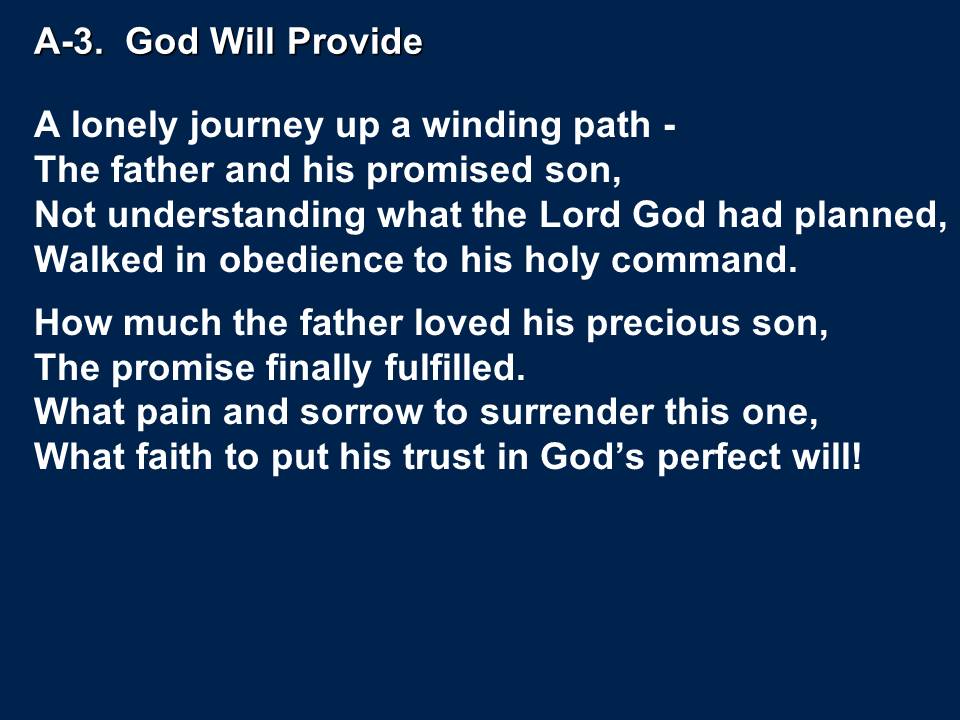 A-3.  God Will Provide
A lonely journey up a winding path -
The father and his promised son,
Not understanding what the Lord God had planned,
Walked in obedience to his holy command.
How much the father loved his precious son,
The promise finally fulfilled.
What pain and sorrow to surrender this one,
What faith to put his trust in God’s perfect will!